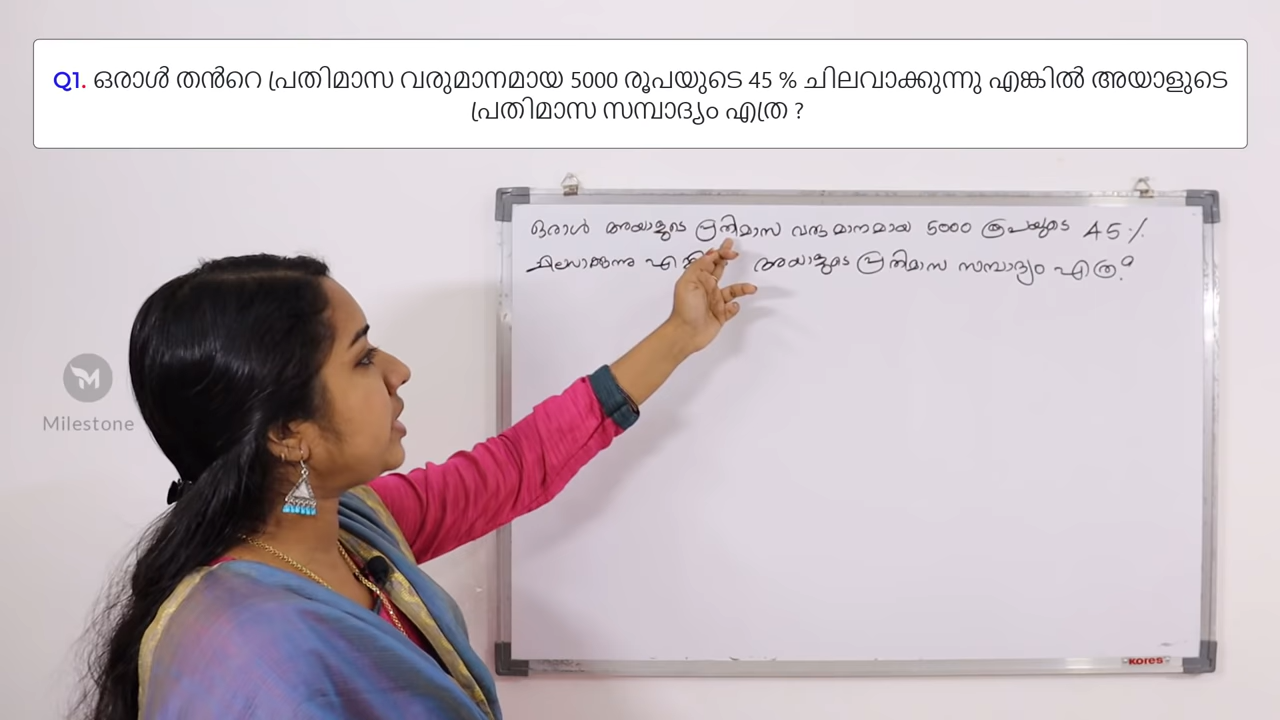 Q1. ഒരാൾ തൻറെ പ്രതിമാസ വരുമാനമായ 5000 രൂപയുടെ 45 % ചിലവാക്കുന്നു എങ്കിൽ അയാളുടെ
പ്രതിമാസ സമ്പാദ്യം എത്ര ?
ഒരാൾ അയാളുടെ പ്രതിമാസ വരുമാനമായ 5000 രൂപയുടെ 45%
ചിലവാക്കുന്നു അയാളുടെ പ്രതിമാസ സമ്പാദ്യം എത്ര?
Milestone
KORES